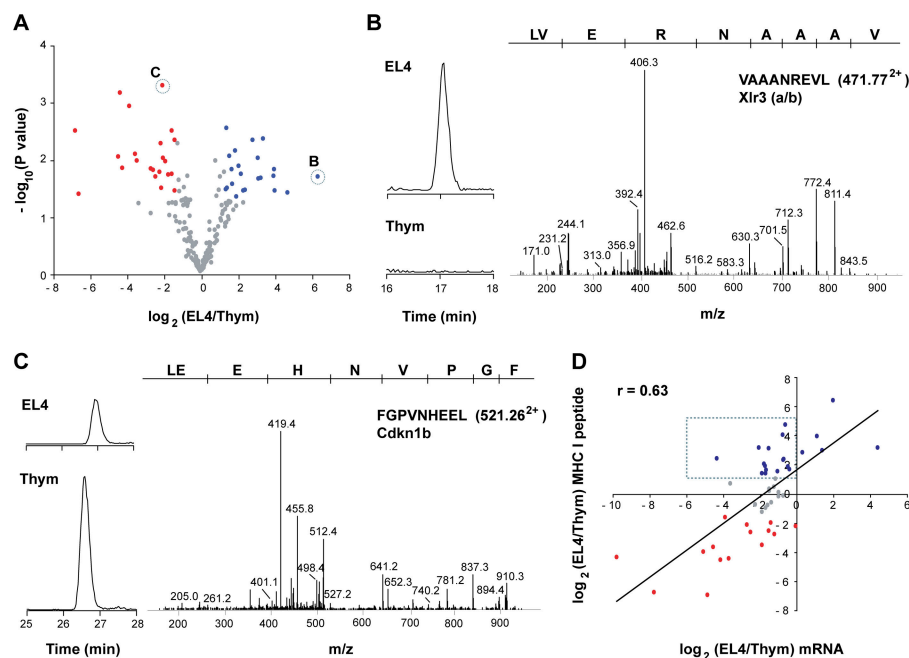 A
B
4
3
2
1
0
- log10(P value)
C
B
-8
-6
-4
-2
0
2
4
6
8
log2 (EL4/Thym)
EL4
Thym
16
17
18
Time (min)
LV E R N A A A V
VAAANREVL (471.77 2+)
Xlr3 (a/b)
406.3
392.4
244.1
231.2
171.0
313.0
356.9
462.6
516.2
583.3
630.3
701.5
712.3
772.4
811.4
843.5
200 300 400 500 600 700 800 900
m/z
C
EL4
26 27 28
Thym
25 26 27 28
Time (min)
LE E H N V P G F
FGPVNHEEL (521.26 2+)
Cdkn1b
419.4
455.8
512.4
498.4
401.1
205.0
261.2
527.2
641.2
652.3
740.2
781.2
837.3
894.4
910.3
200 300 400 500 600 700 800 900
m/z
D
r = 0.63
log2 (EL4/Thym) MHC I peptide
8
6
4
2
- 2
- 4
- 6
- 8
- 10
- 8
- 6
- 4
- 2
0
2
4
6
log2 (EL4/Thym) mRNA